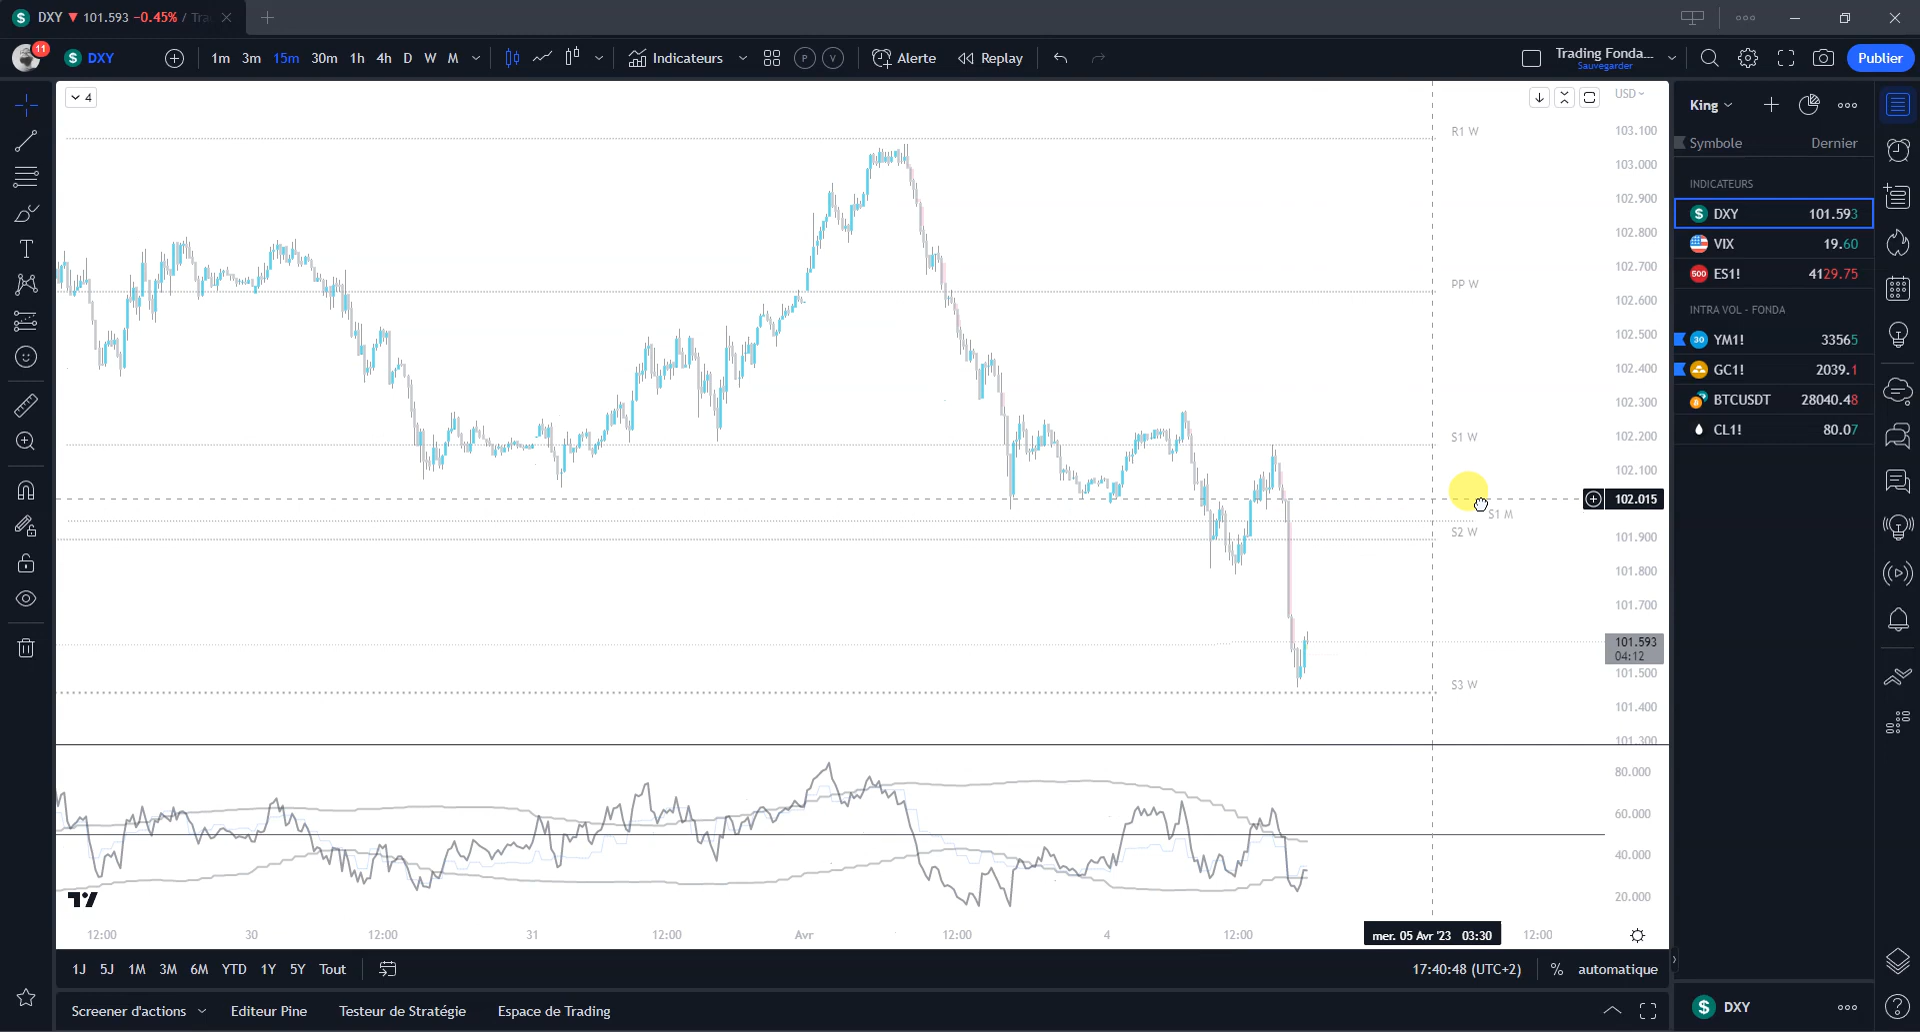 DXY ▼ 101.593 −0.45% / Tra
11
DXY
1m 3m 15m 30m 1h 4h D W M
Indicateurs
P V
Alerte
Replay
Trading Fonda...
Sauvegarder
Publier
4
USD
King
Symbole Dernier
INDICATEURS
DXY 101.593
VIX 19.60
500 ES1! 4129.75
INTRA VOL - FONDA
30 YM1! 33565
GC1! 2039.1
BTCUSDT 28040.48
CL1! 80.07
R1 W
PP W
S1 W
S1 M
S2 W
S3 W
103.100
103.000
102.900
102.800
102.700
102.600
102.500
102.400
102.300
102.200
102.100
102.015
101.900
101.800
101.700
101.593
04:12
101.500
101.400
101.300
80.000
60.000
40.000
20.000
12:00 30 12:00 31 12:00 Avr 12:00 4 12:00 mer. 05 Avr '23 03:30 12:00
1J 5J 1M 3M 6M YTD 1Y 5Y Tout
17:40:48 (UTC+2) % automatique
Screener d'actions Editeur Pine Testeur de Stratégie Espace de Trading
DXY